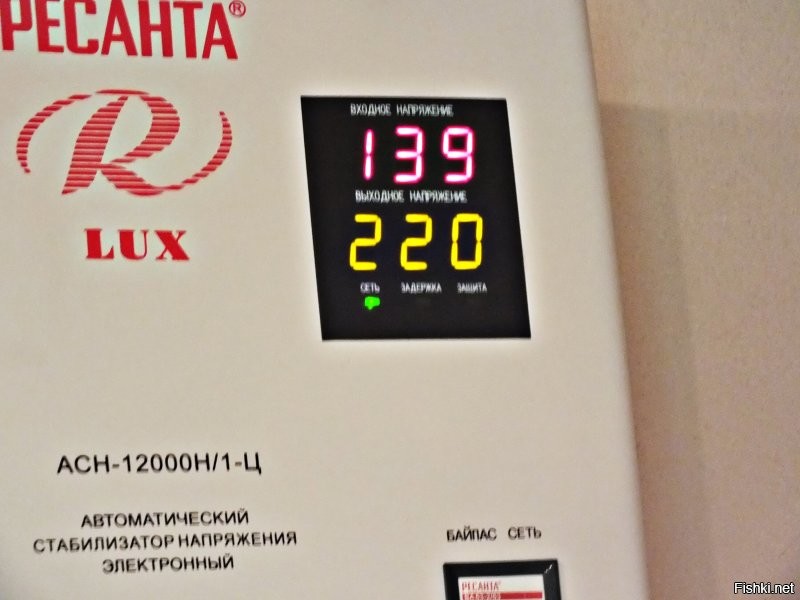 РЕСАНТА®
R
LUX
ВХОДНОЕ НАПРЯЖЕНИЕ
139
ВЫХОДНОЕ НАПРЯЖЕНИЕ
220
СЕТЬ ЗАДЕРЖКА ЗАЩИТА
АСН-12000Н/1-Ц
АВТОМАТИЧЕСКИЙ
СТАБИЛИЗАТОР НАПРЯЖЕНИЯ
ЭЛЕКТРОННЫЙ
БАЙПАС СЕТЬ
РЕСАНТА
Fishki.net